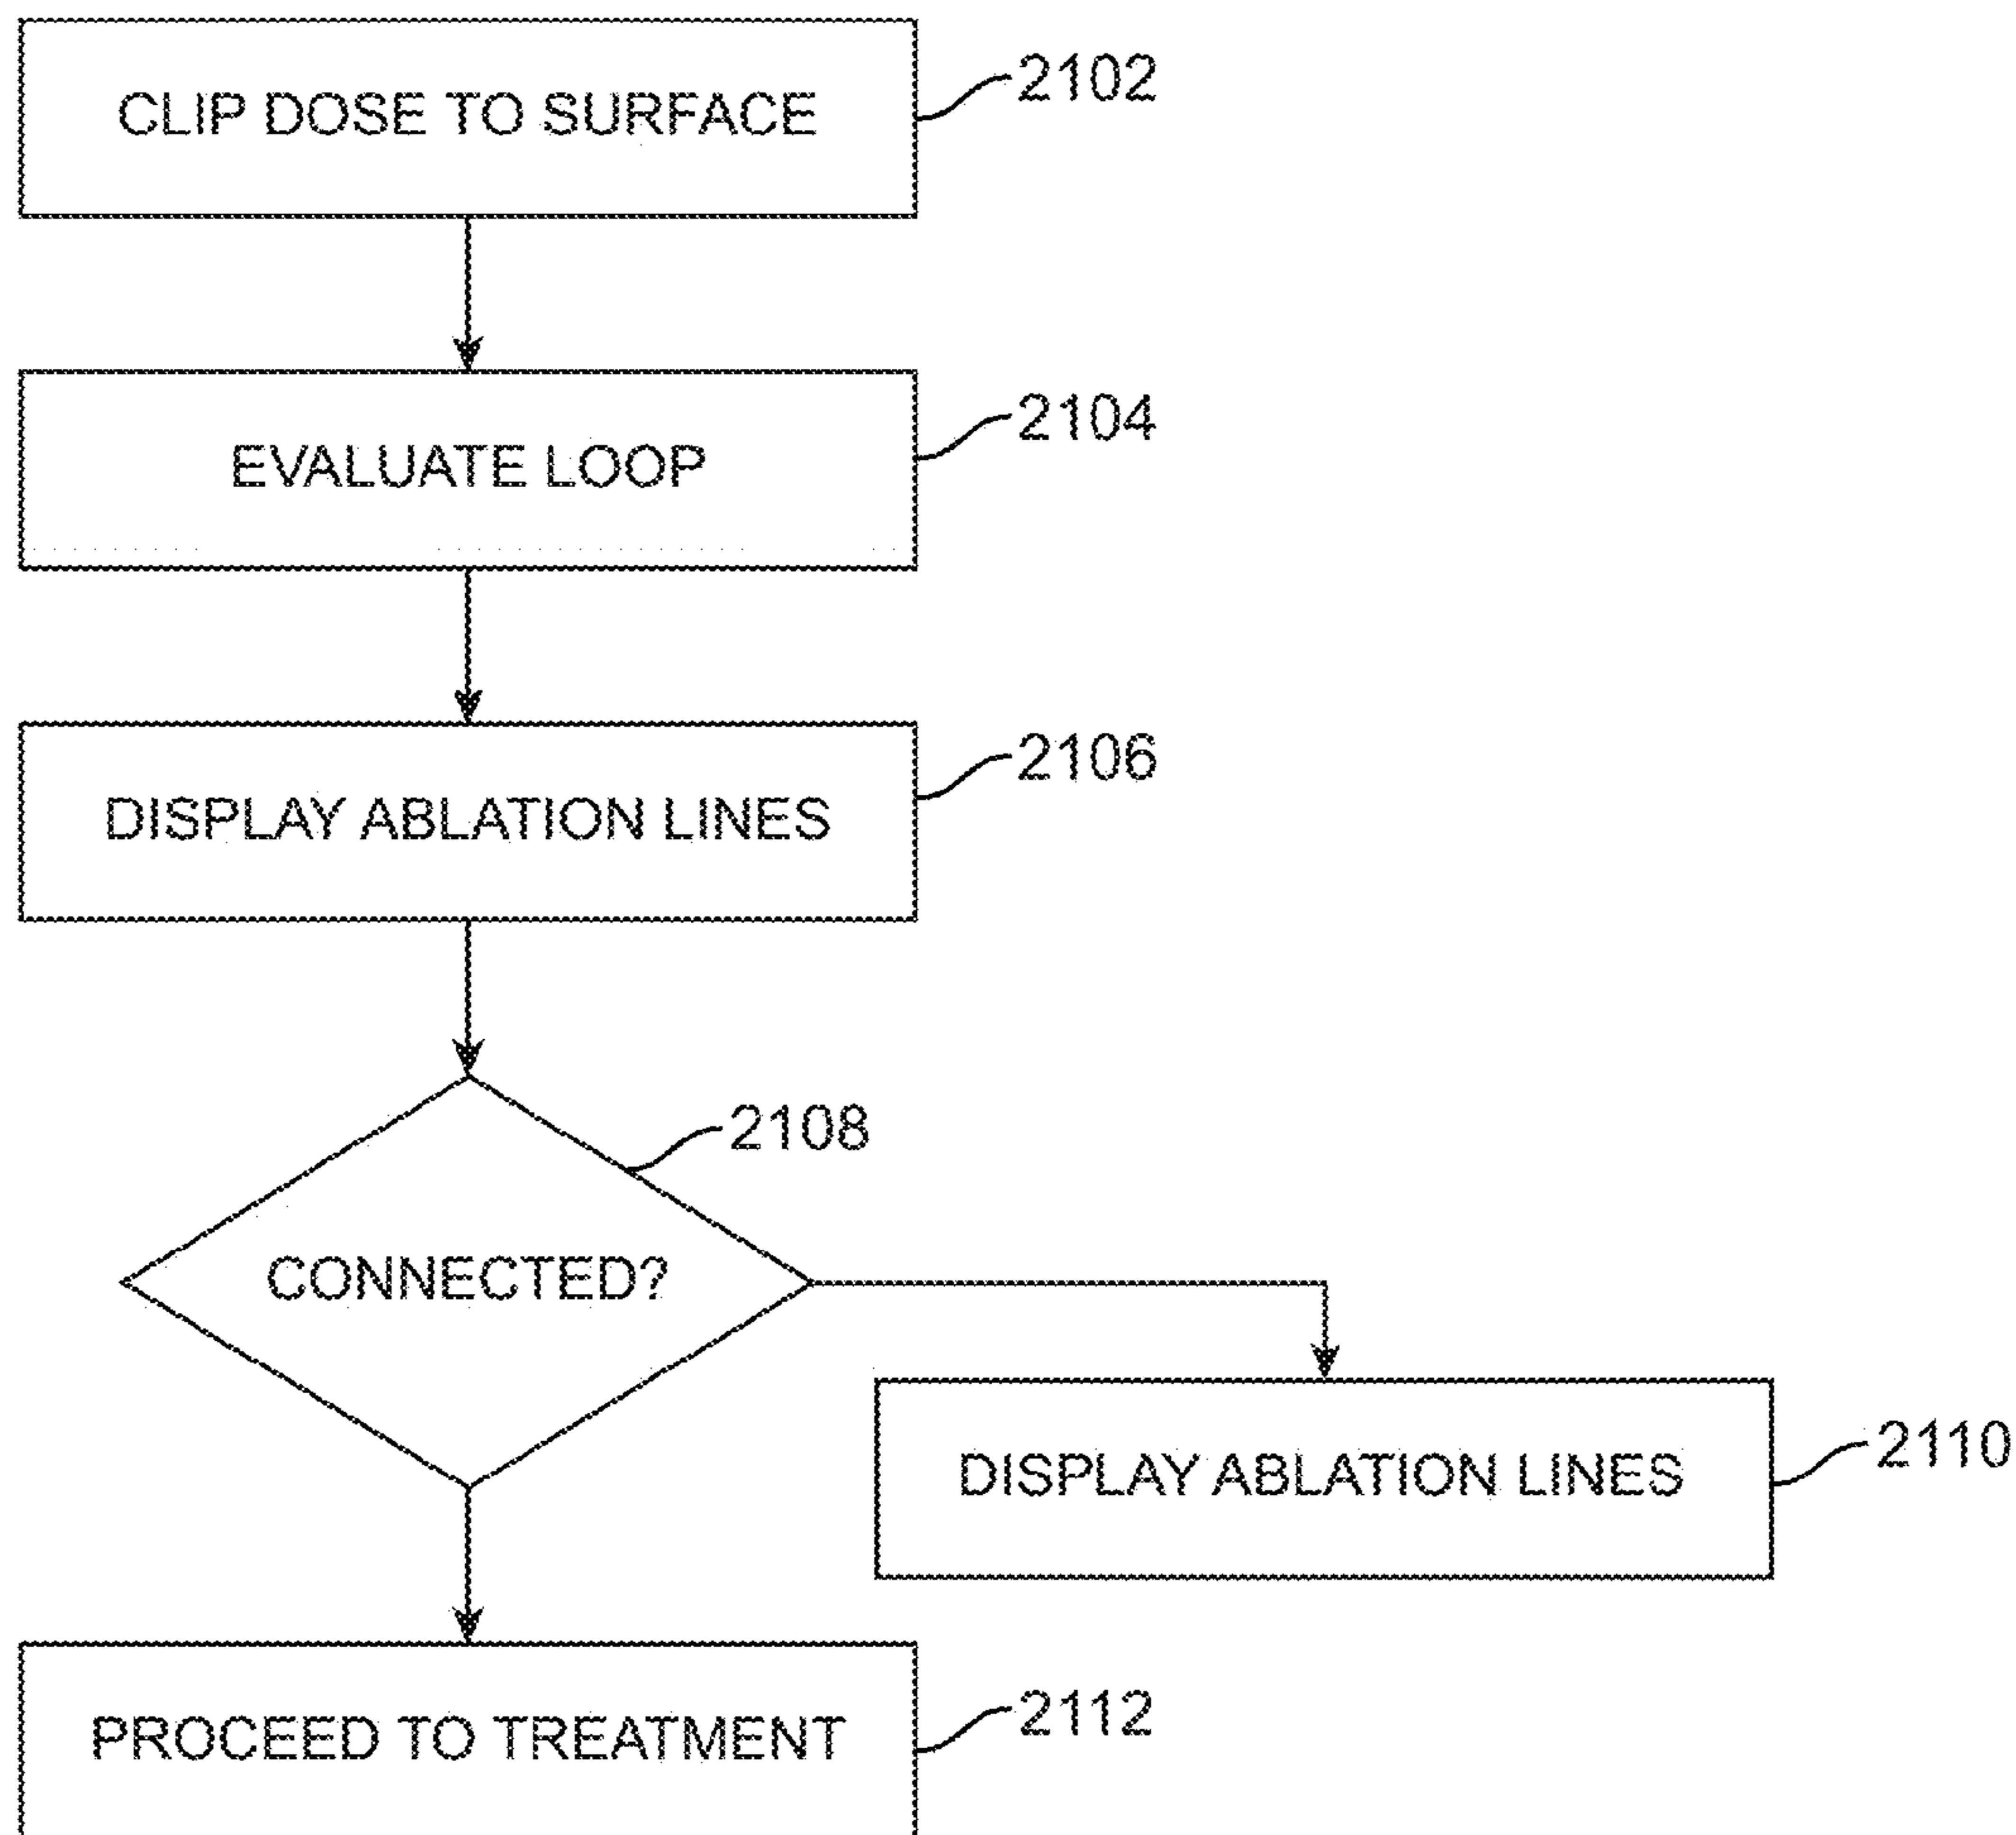 CLIP DOSE TO SURFACE
2102
EVALUATE LOOP
2104
DISPLAY ABLATION LINES
2106
2108
CONNECTED?
DISPLAY ABLATION LINES
2110
PROCEED TO TREATMENT
2112